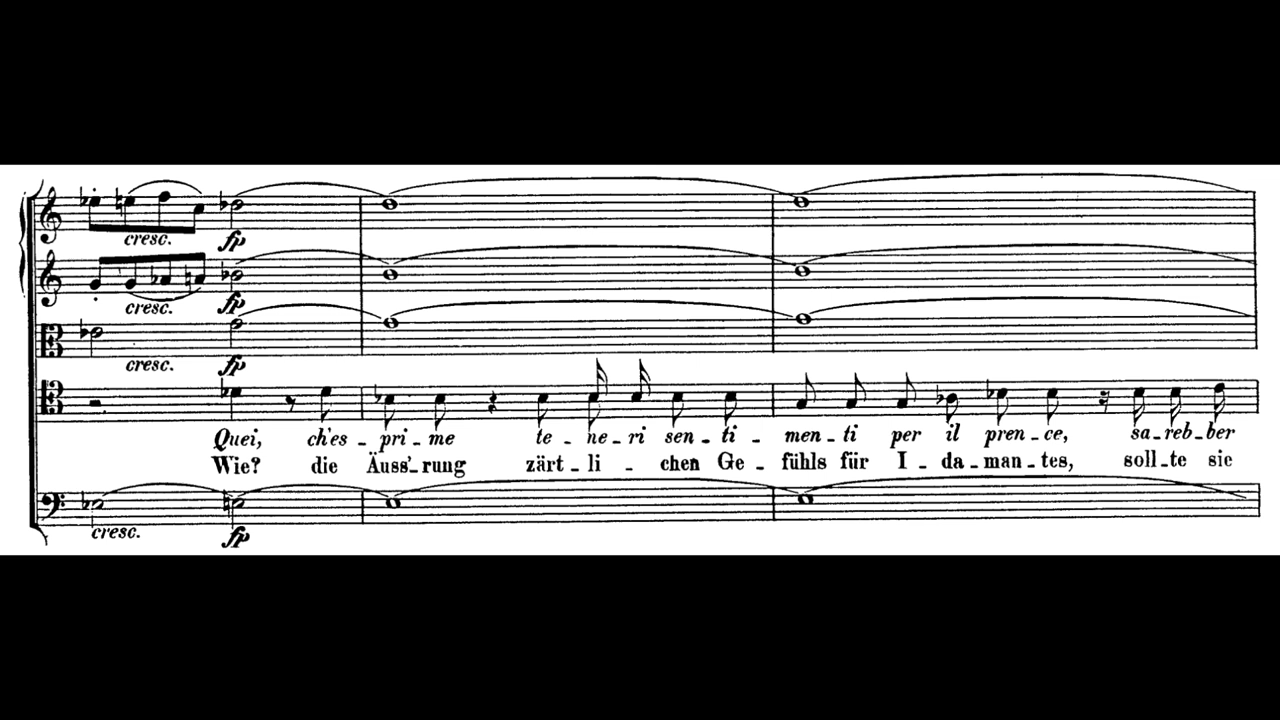 cresc. fp
cresc. fp
cresc. fp
Quei, ch'es-pri-me te-ne-ri sen-ti-men-ti per il pren-ce, sa-reb-ber
Wie? die Äuss'-rung zärt-li-chen Ge-fühls für I-da-man-tes, soll-te sie
cresc. fp